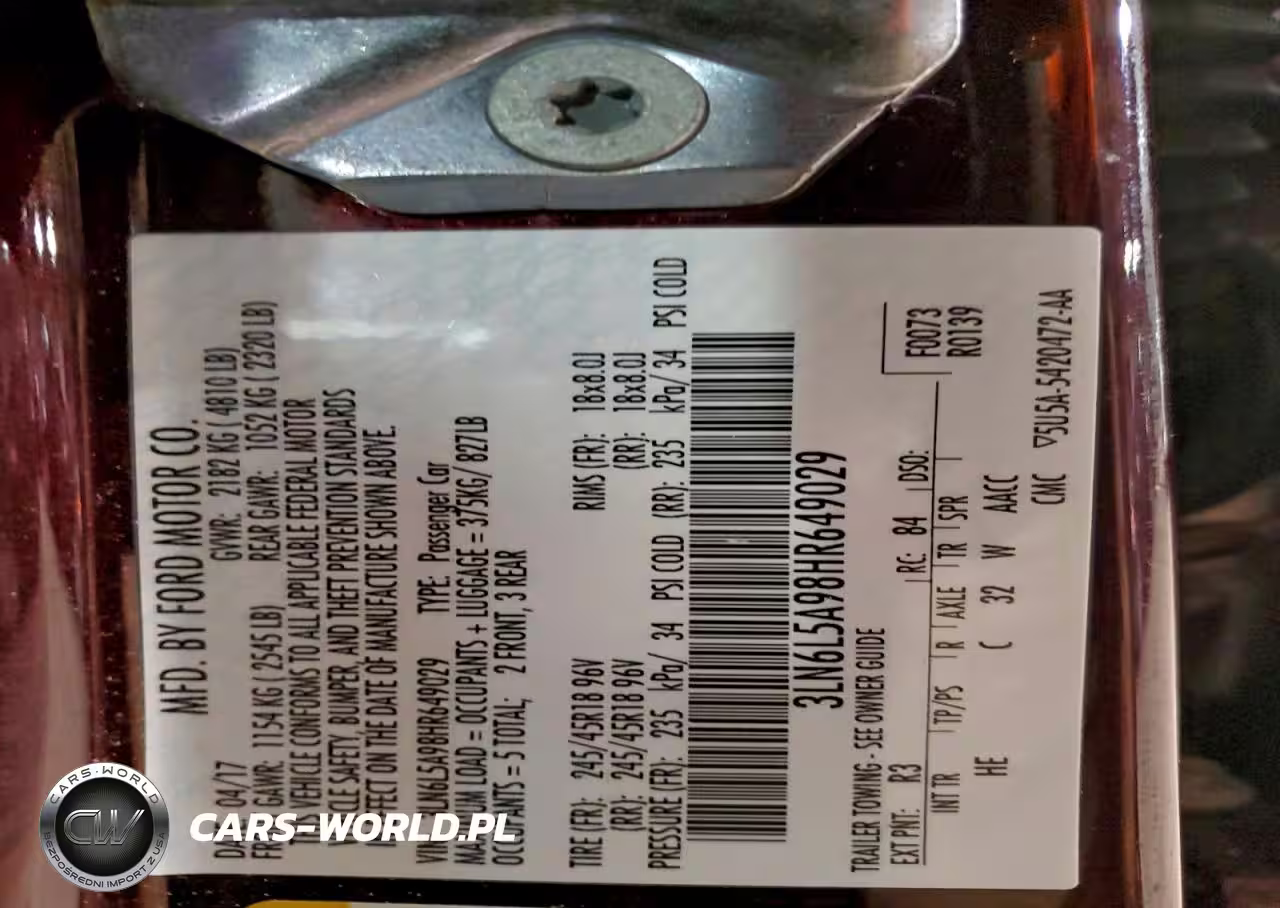 MFD. BY FORD MOTOR CO.
04/17 GVWR: 2182 KG ( 4810 LB)
GAWR: 1154 KG ( 2545 LB) REAR GAWR: 1052 KG ( 2320 LB)
VEHICLE CONFORMS TO ALL APPLICABLE FEDERAL MOTOR
SAFETY, BUMPER, AND THEFT PREVENTION STANDARDS
ON THE DATE OF MANUFACTURE SHOWN ABOVE.
3LN6L5A98HR649029 TYPE: Passenger Car
MAXIMUM LOAD = OCCUPANTS + LUGGAGE = 375KG/ 827LB
OCCUPANTS = 5 TOTAL; 2 FRONT, 3 REAR
TIRE (FR): 245/45R18 96V RIMS (FR): 18x8.0J
(RR): 245/45R18 96V (RR): 18x8.0J
PRESSURE (FR): 235 kPa/ 34 PSI COLD (RR): 235 kPa/ 34 PSI COLD
3LN6L5A98HR649029
TRAILER TOWING - SEE OWNER GUIDE
EXT PNT: R3 RC: 84 DSO: F0073
INT TR TP/PS R AXLE TR SPR R0139
HE C 32 W AACC
CMC ▽5U5A-5420472-AA
CARS-WORLD
CW
BEZPOŚREDNI IMPORT Z USA
CARS-WORLD.PL